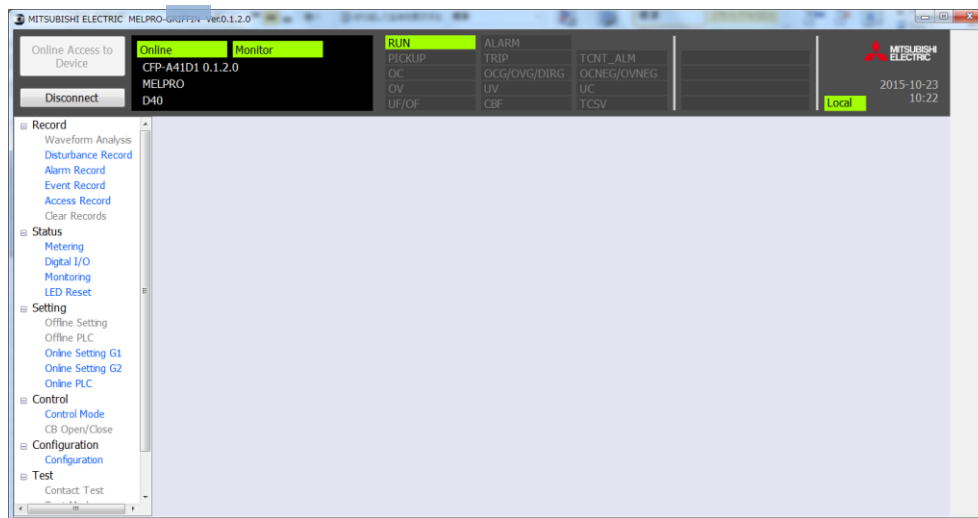 MITSUBISHI ELECTRIC MELPRO-GRIFFIN ver.0.1.2.0
Online Access to
Device
Disconnect
Online Monitor
CFP-A41D1 0.1.2.0
MELPRO
D40
RUN ALARM
PICKUP TRIP TCNT_ALM
OC OCG/OVG/DIRG OCNEG/OVNEG
OV UV UC
UF/OF CBF TCSV
MITSUBISHI
ELECTRIC
2015-10-23
Local 10:22
Record
Waveform Analysis
Disturbance Record
Alarm Record
Event Record
Access Record
Clear Records
Status
Metering
Digital I/O
Monitoring
LED Reset
Setting
Offline Setting
Offline PLC
Online Setting G1
Online Setting G2
Online PLC
Control
Control Mode
CB Open/Close
Configuration
Configuration
Test
Contact Test